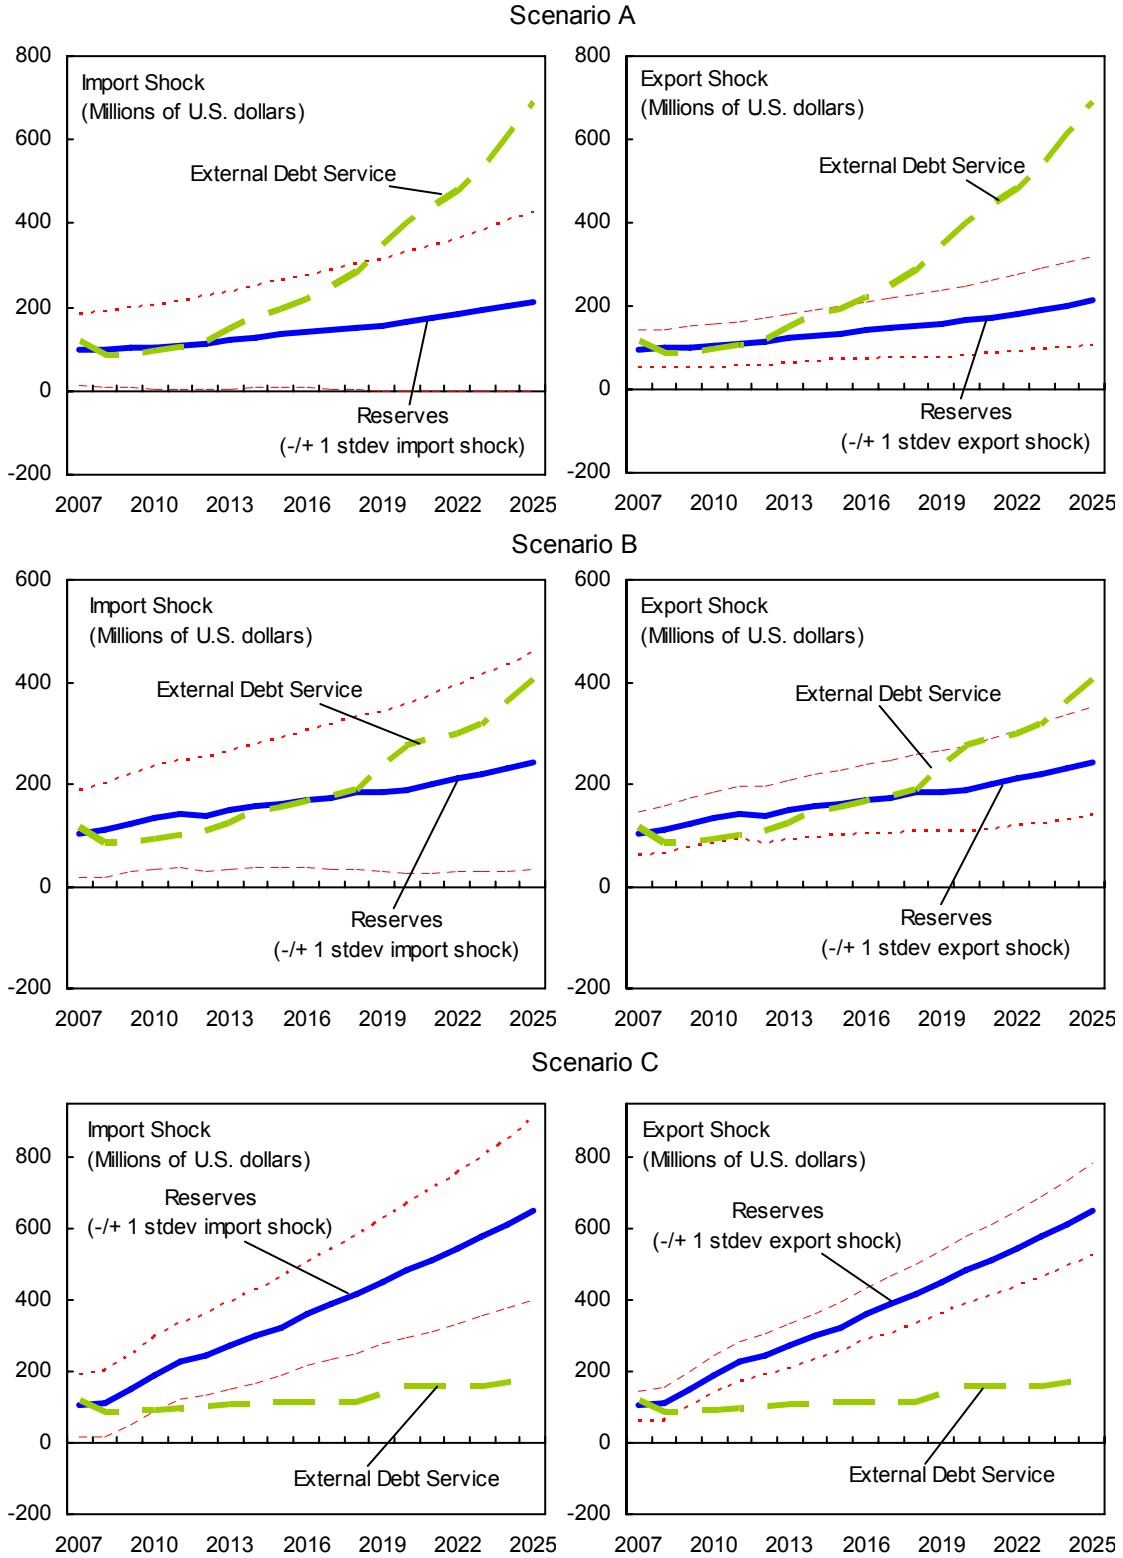 Scenario A
800
600
400
200
0
-200
Import Shock
(Millions of U.S. dollars)
External Debt Service
Reserves
(-/+ 1 stdev import shock)
2007 2010 2013 2016 2019 2022 2025
800
600
400
200
0
-200
Export Shock
(Millions of U.S. dollars)
External Debt Service
Reserves
(-/+ 1 stdev export shock)
2007 2010 2013 2016 2019 2022 2025
Scenario B
600
400
200
0
-200
Import Shock
(Millions of U.S. dollars)
External Debt Service
Reserves
(-/+ 1 stdev import shock)
2007 2010 2013 2016 2019 2022 2025
600
400
200
0
-200
Export Shock
(Millions of U.S. dollars)
External Debt Service
Reserves
(-/+ 1 stdev export shock)
2007 2010 2013 2016 2019 2022 2025
Scenario C
800
600
400
200
0
-200
Import Shock
(Millions of U.S. dollars)
Reserves
(-/+ 1 stdev import shock)
External Debt Service
2007 2010 2013 2016 2019 2022 2025
800
600
400
200
0
-200
Export Shock
(Millions of U.S. dollars)
Reserves
(-/+ 1 stdev export shock)
External Debt Service
2007 2010 2013 2016 2019 2022 2025